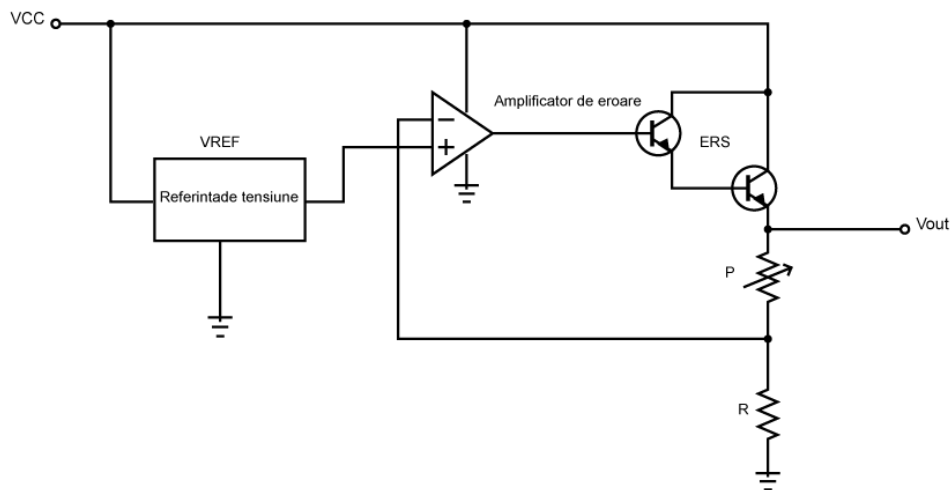 VCC
Amplificator de eroare
VREF
ERS
Referintade tensiune
Vout
P
R